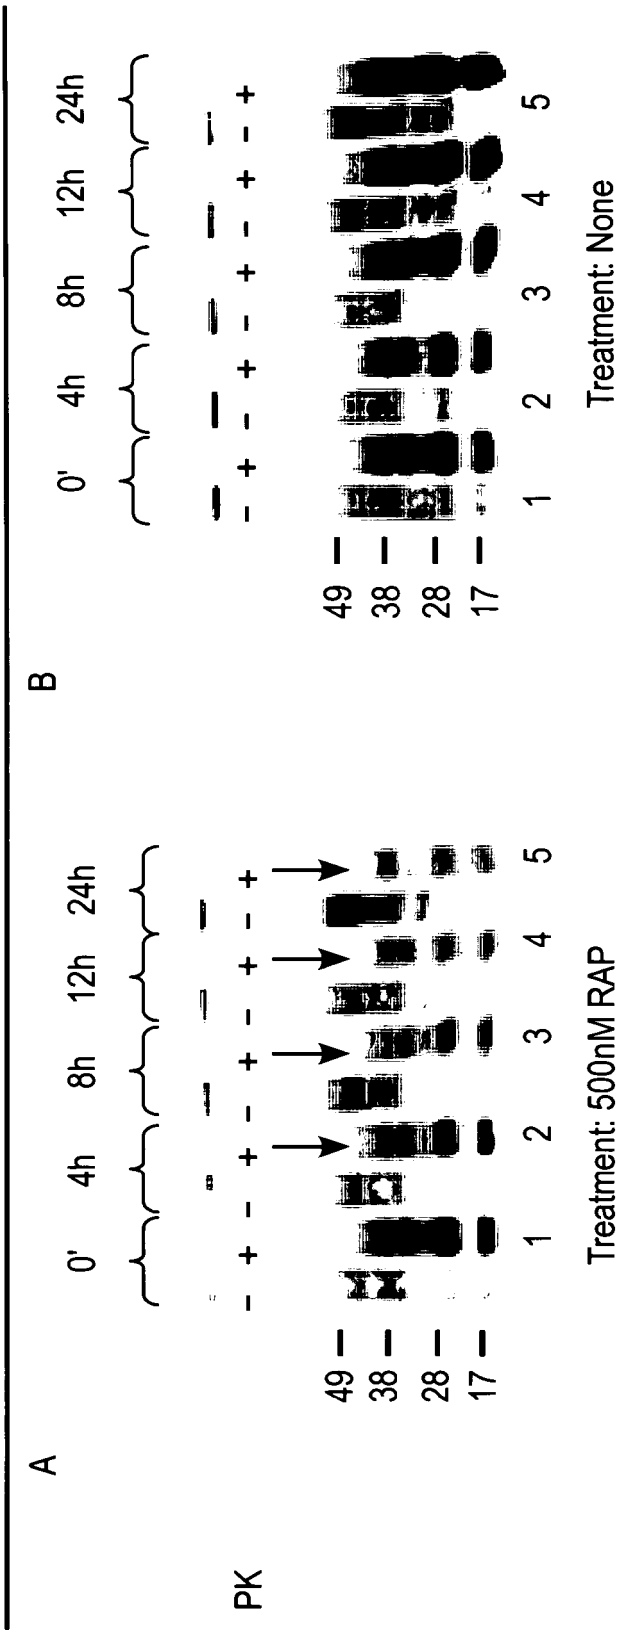 A
B
0' 4h 8h 12h 24h
0' 4h 8h 12h 24h
PK
- + - + - + - + - +
- + - + - + - + - +
49
38
28
17
49
38
28
17
1 2 3 4 5
1 2 3 4 5
Treatment: 500nM RAP
Treatment: None